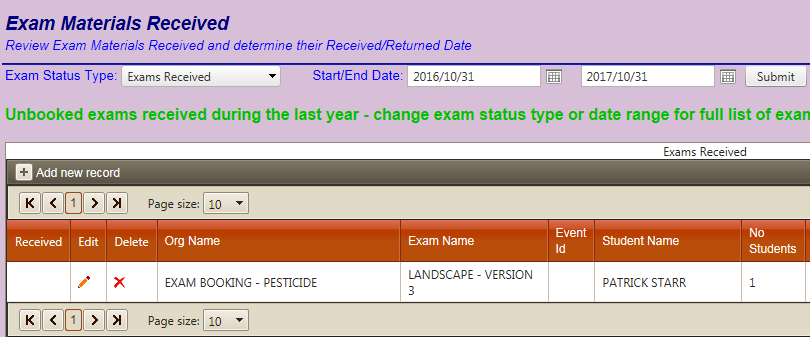 Exam Materials Received
Review Exam Materials Received and determine their Received/Returned Date
Exam Status Type: Exams Received Start/End Date: 2016/10/31 2017/10/31 Submit
Unbooked exams received during the last year - change exam status type or date range for full list of exam
Exams Received
Add new record
1 Page size: 10
Received Edit Delete Org Name Exam Name Event Id Student Name No Students
EXAM BOOKING - PESTICIDE LANDSCAPE - VERSION 3 PATRICK STARR 1
1 Page size: 10